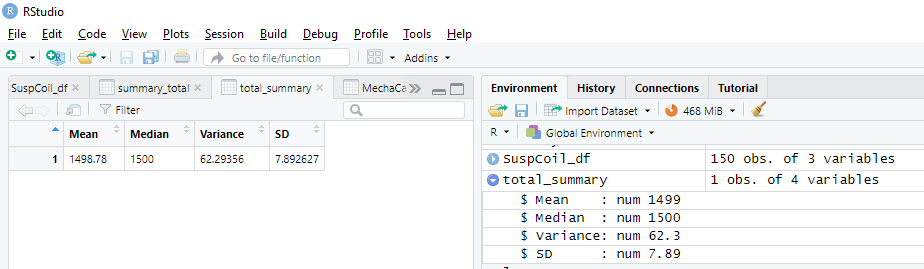 RStudio
File Edit Code View Plots Session Build Debug Profile Tools Help
Go to file/function Addins
SuspCoil_df summary_total total_summary MechaCa
Filter
Mean Median Variance SD
1 1498.78 1500 62.29356 7.892627
Environment History Connections Tutorial
Import Dataset 468 MiB
R Global Environment
SuspCoil_df 150 obs. of 3 variables
total_summary 1 obs. of 4 variables
$ Mean : num 1499
$ Median : num 1500
$ Variance: num 62.3
$ SD : num 7.89